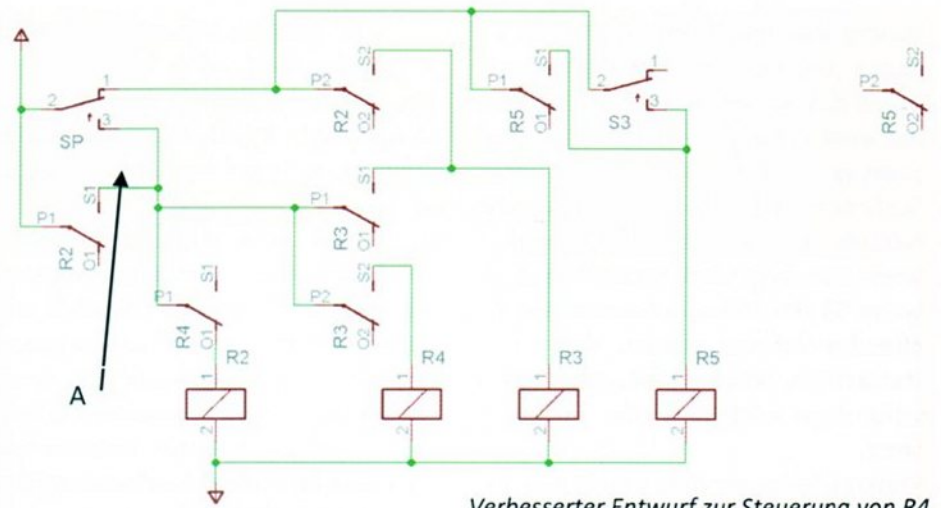 1
2
3
SP
P1
S1
O1
R2
P1
S1
O1
R4
P2
S2
O2
R2
P1
S1
O1
R3
P2
S2
O2
R3
P1
S1
O1
R5
1
2
3
S3
P2
S2
O2
R5
A
R2
1
2
R4
1
2
R3
1
2
R5
1
2
Verbesserter Entwurf zur Steuerung von R4